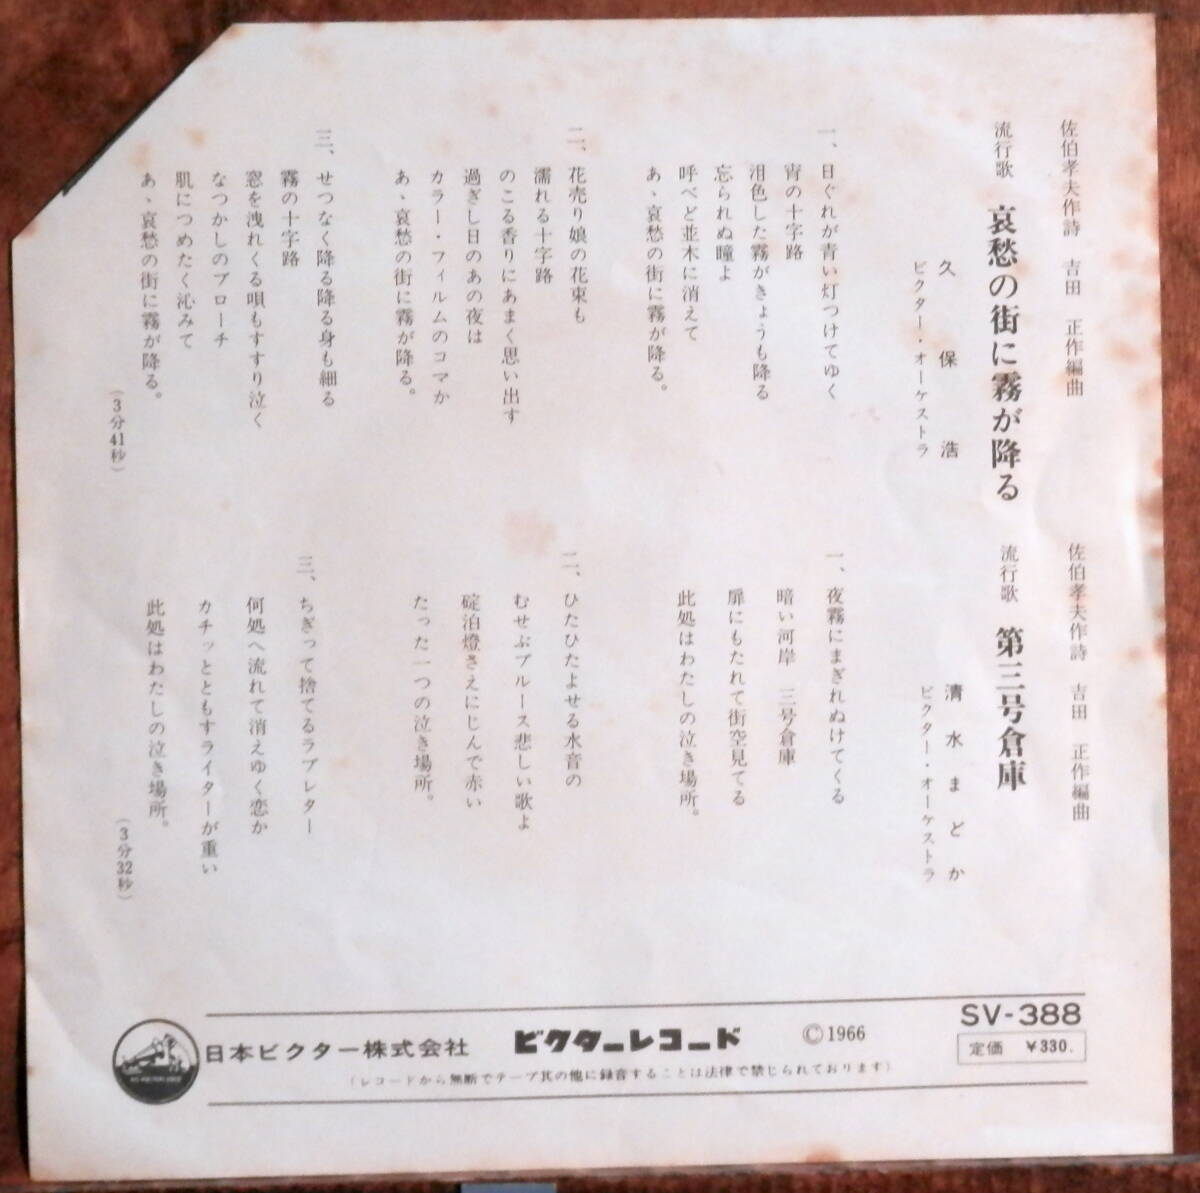 佐伯孝夫作詩　吉田　正作編曲
流行歌　哀愁の街に霧が降る
久保浩
ビクター・オーケストラ
一、日ぐれが青い灯つけてゆく
宵の十字路
泪色した霧がきょうも降る
忘られぬ瞳よ
呼べど並木に消えて
あゝ哀愁の街に霧が降る。
二、花売り娘の花束も
濡れる十字路
のこる香りにあまく思い出す
過ぎし日のあの夜は
カラー・フィルムのコマか
あゝ哀愁の街に霧が降る。
三、せつなく降る降る身も細る
霧の十字路
窓を洩れくる唄もすすり泣く
なつかしのブローチ
肌につめたく沁みて
あゝ哀愁の街に霧が降る。
（3分41秒）
佐伯孝夫作詩　吉田　正作編曲
流行歌　第三号倉庫
清水まどか
ビクター・オーケストラ
一、夜霧にまぎれぬけてくる
暗い河岸　三号倉庫
扉にもたれて街空見てる
此処はわたしの泣き場所。
二、ひたひたよせる水音の
むせぶブルース悲しい歌よ
碇泊燈さえにじんで赤い
たった一つの泣き場所。
三、ちぎって捨てるラブレター
何処へ流れて消えゆく恋か
カチッとともすライターが重い
此処はわたしの泣き場所。
（3分32秒）
SV-388
日本ビクター株式会社　ビクターレコード　©1966
定価　￥330.
（レコードから無断でテープ其の他に録音することは法律で禁じられております）